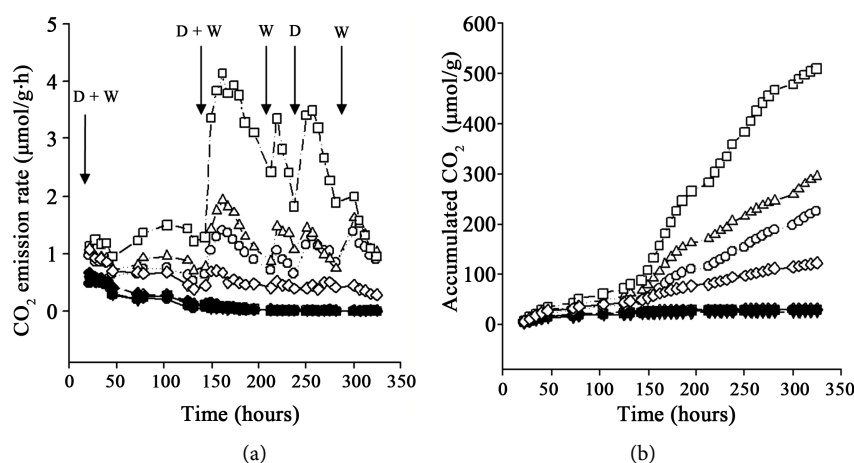 D + W
D + W
W
D
W
5
4
3
2
1
0
0
50
100
150
200
250
300
350
CO₂ emission rate (μmol/g·h)
Time (hours)
(a)
600
500
400
300
200
100
0
0
50
100
150
200
250
300
350
Accumulated CO₂ (μmol/g)
Time (hours)
(b)